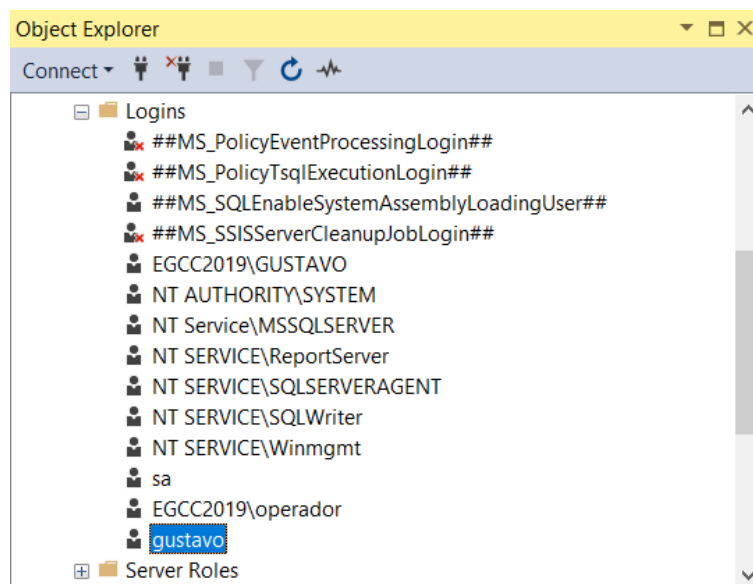 Object Explorer
Connect
Logins
##MS_PolicyEventProcessingLogin##
##MS_PolicyTsqlExecutionLogin##
##MS_SQLEnableSystemAssemblyLoadingUser##
##MS_SSISServerCleanupJobLogin##
EGCC2019\GUSTAVO
NT AUTHORITY\SYSTEM
NT Service\MSSQLSERVER
NT SERVICE\ReportServer
NT SERVICE\SQLSERVERAGENT
NT SERVICE\SQLWriter
NT SERVICE\Winmgmt
sa
EGCC2019\operador
gustavo
Server Roles